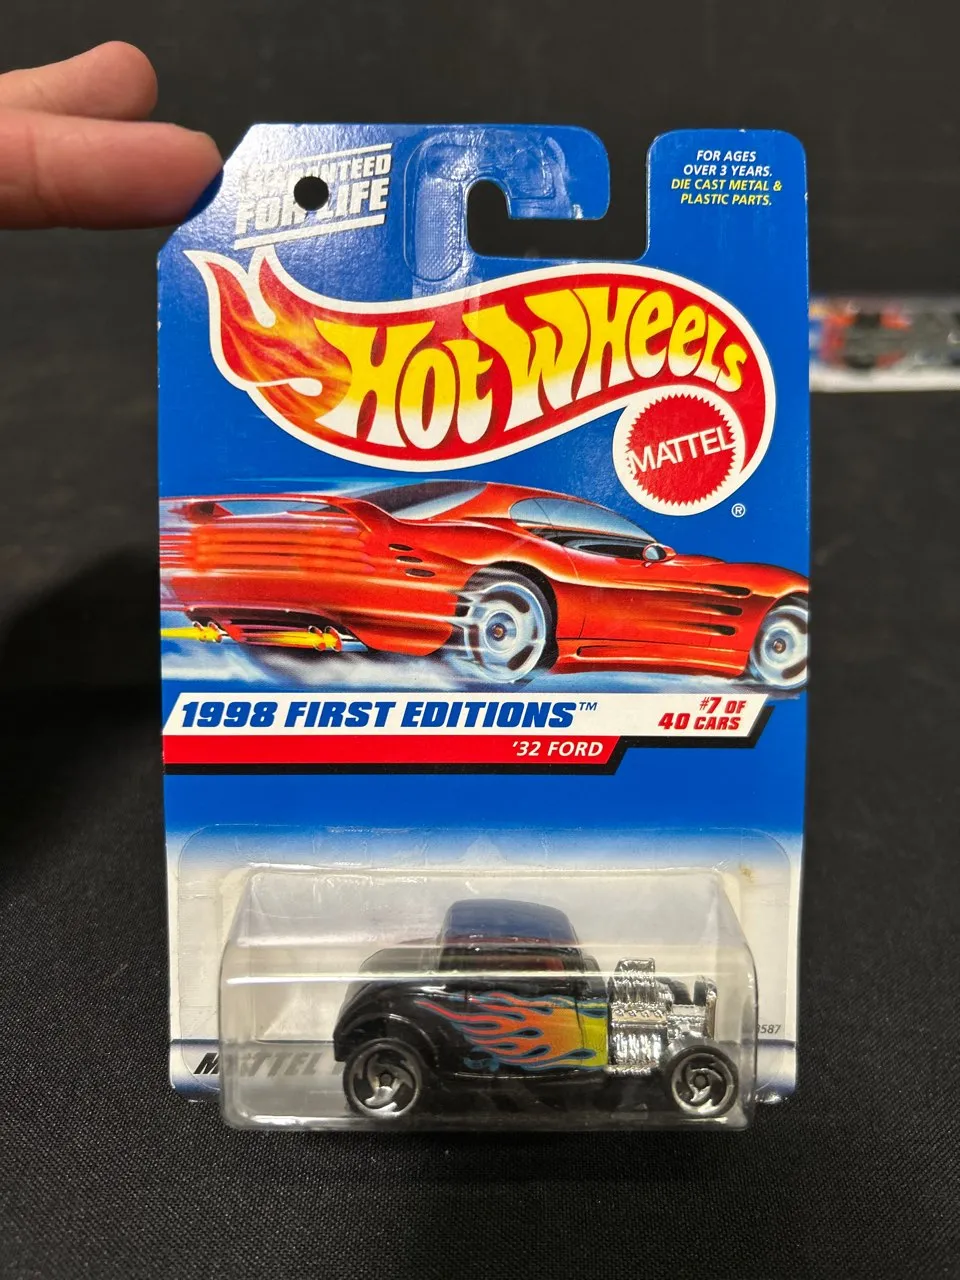 FOR LIFE
FOR AGES
OVER 3 YEARS.
DIE CAST METAL &
PLASTIC PARTS.
HOT WHEELS
MATTEL
®
1998 FIRST EDITIONS™
#7 OF
40 CARS
'32 FORD
MATTEL